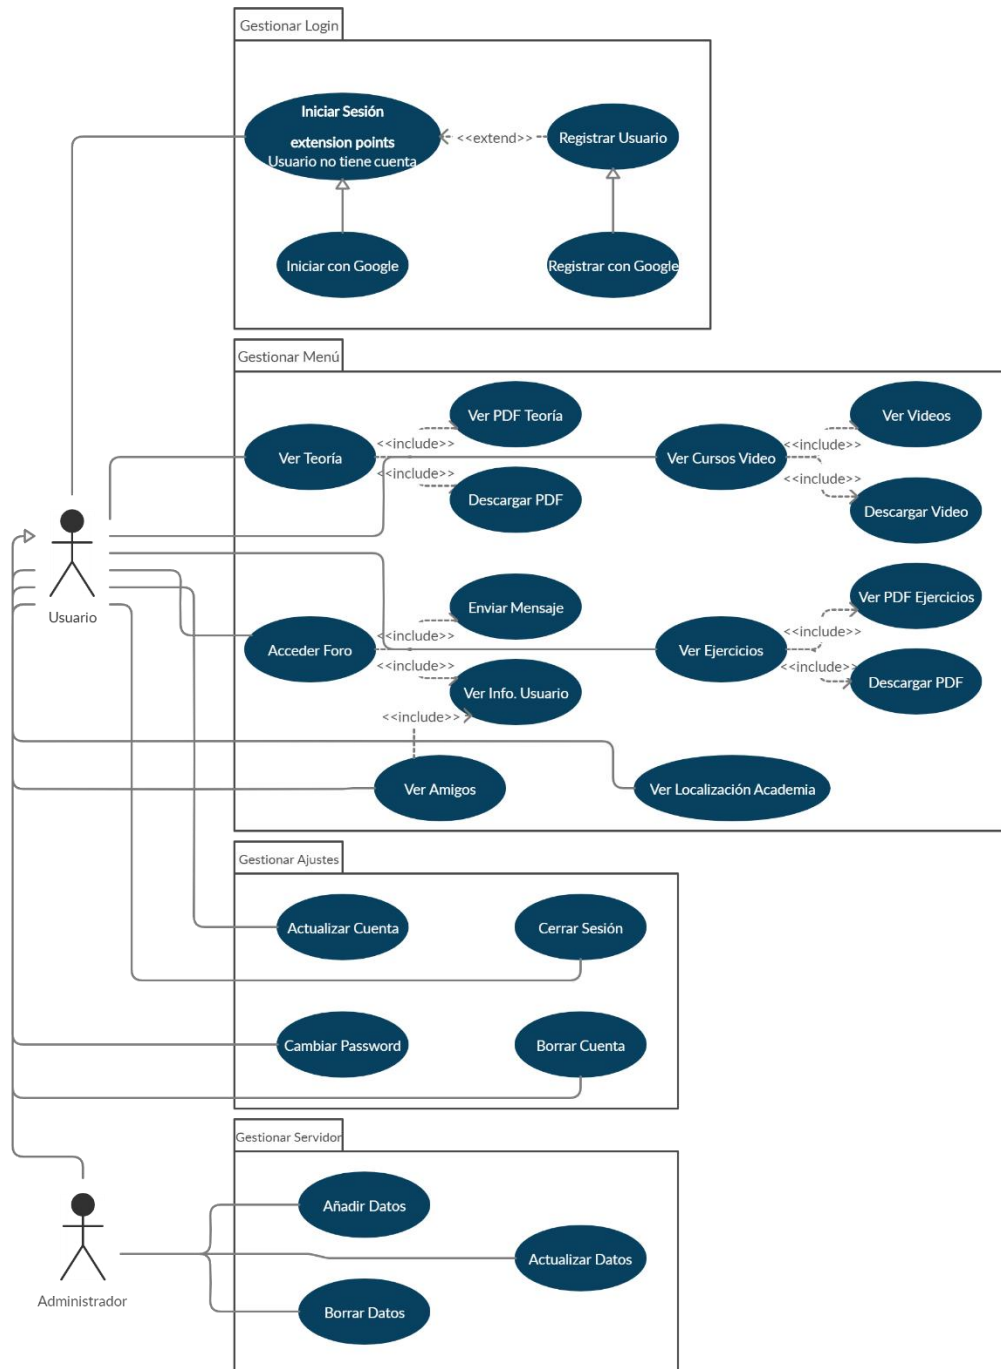 Gestionar Login
Iniciar Sesión
extension points
Usuario no tiene cuenta
<<extend>>
Registrar Usuario
Iniciar con Google
Registrar con Google
Gestionar Menú
Ver PDF Teoría
Ver Videos
<<include>>
<<include>>
Ver Teoría
Ver Cursos Video
<<include>>
<<include>>
Descargar PDF
Descargar Video
Usuario
Enviar Mensaje
Ver PDF Ejercicios
<<include>>
<<include>>
Acceder Foro
Ver Ejercicios
<<include>>
<<include>>
Ver Info. Usuario
Descargar PDF
<<include>>
Ver Amigos
Ver Localización Academia
Gestionar Ajustes
Actualizar Cuenta
Cerrar Sesión
Cambiar Password
Borrar Cuenta
Gestionar Servidor
Añadir Datos
Actualizar Datos
Administrador
Borrar Datos